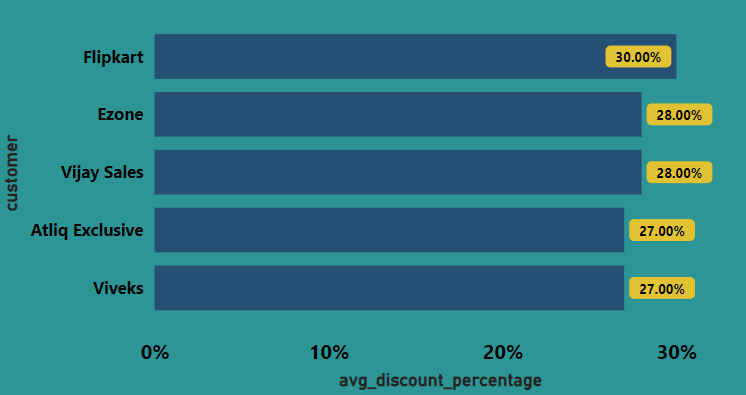 customer
Flipkart 30.00%
Ezone 28.00%
Vijay Sales 28.00%
Atliq Exclusive 27.00%
Viveks 27.00%
0% 10% 20% 30%
avg_discount_percentage